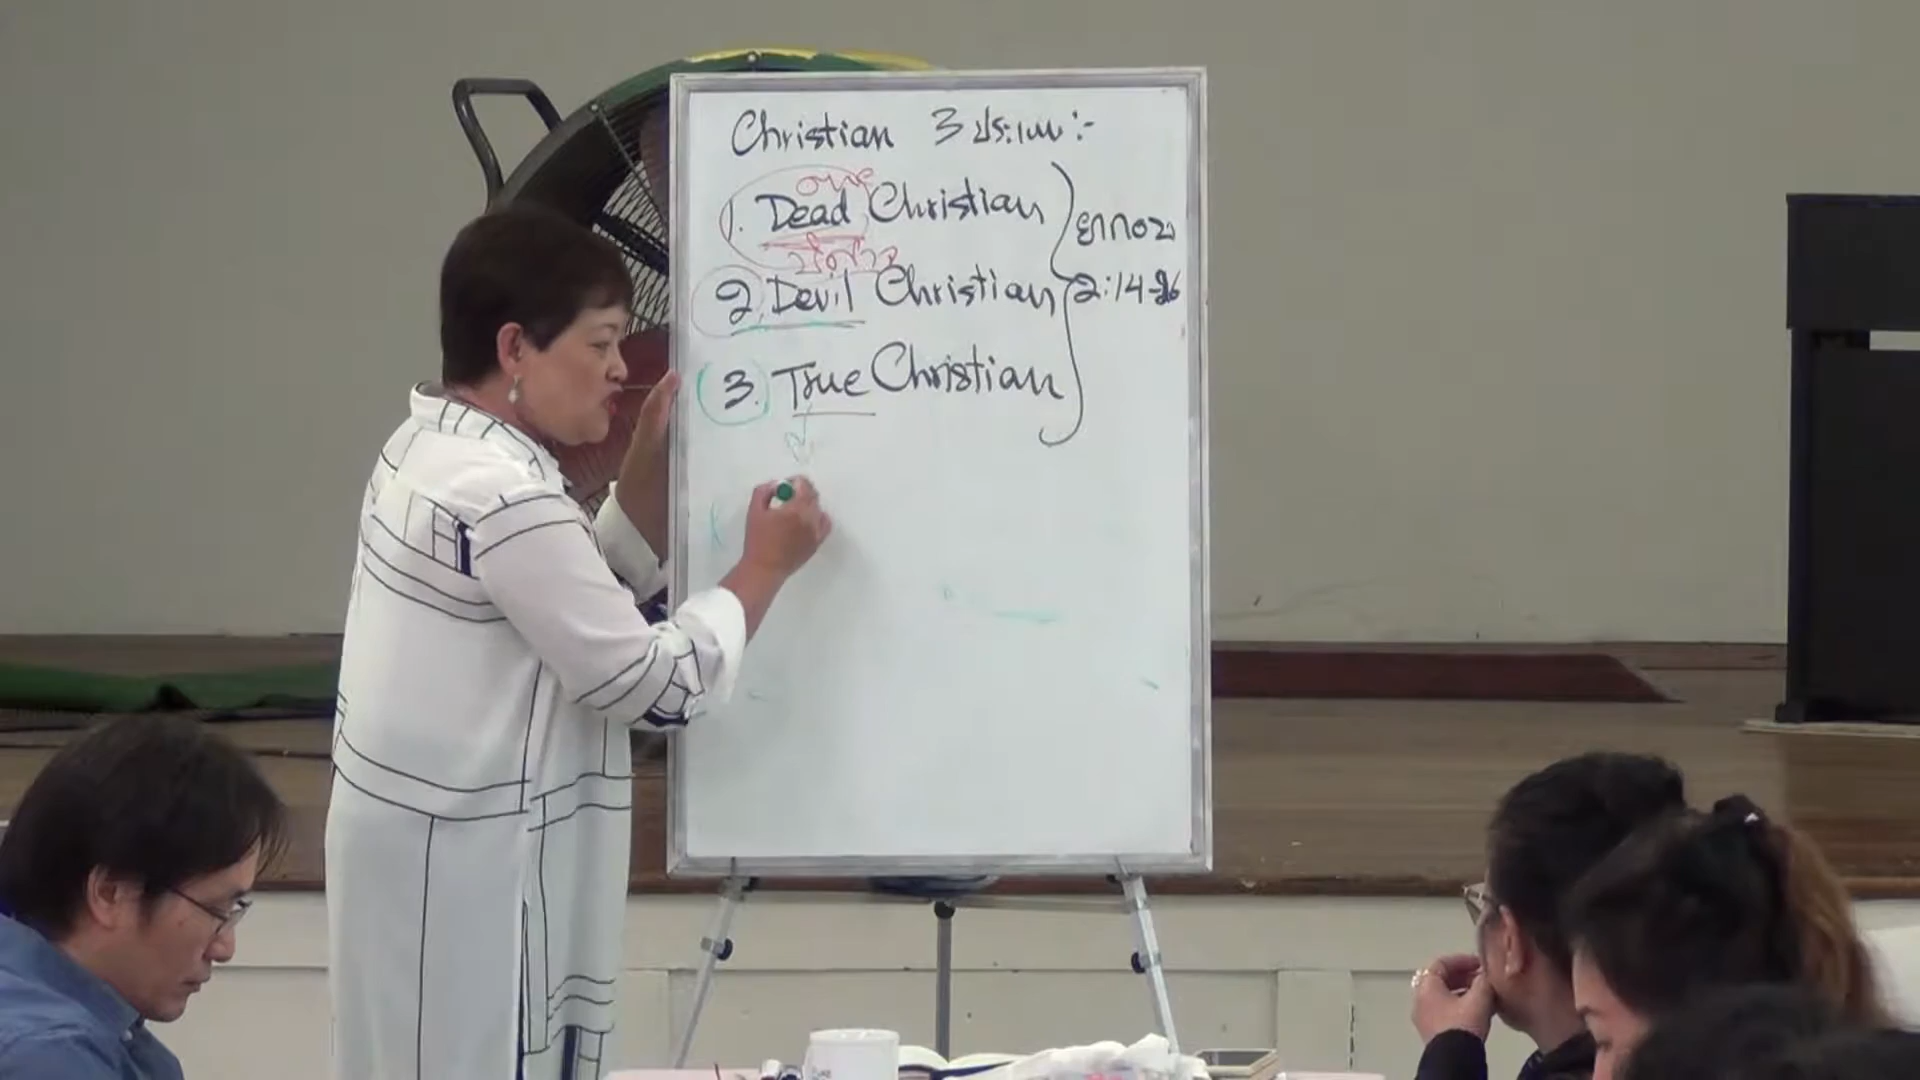 Christian 3 ประเภท :-
1. Dead Christian
2. Devil Christian
3. True Christian
ยากอบ
2:14-26